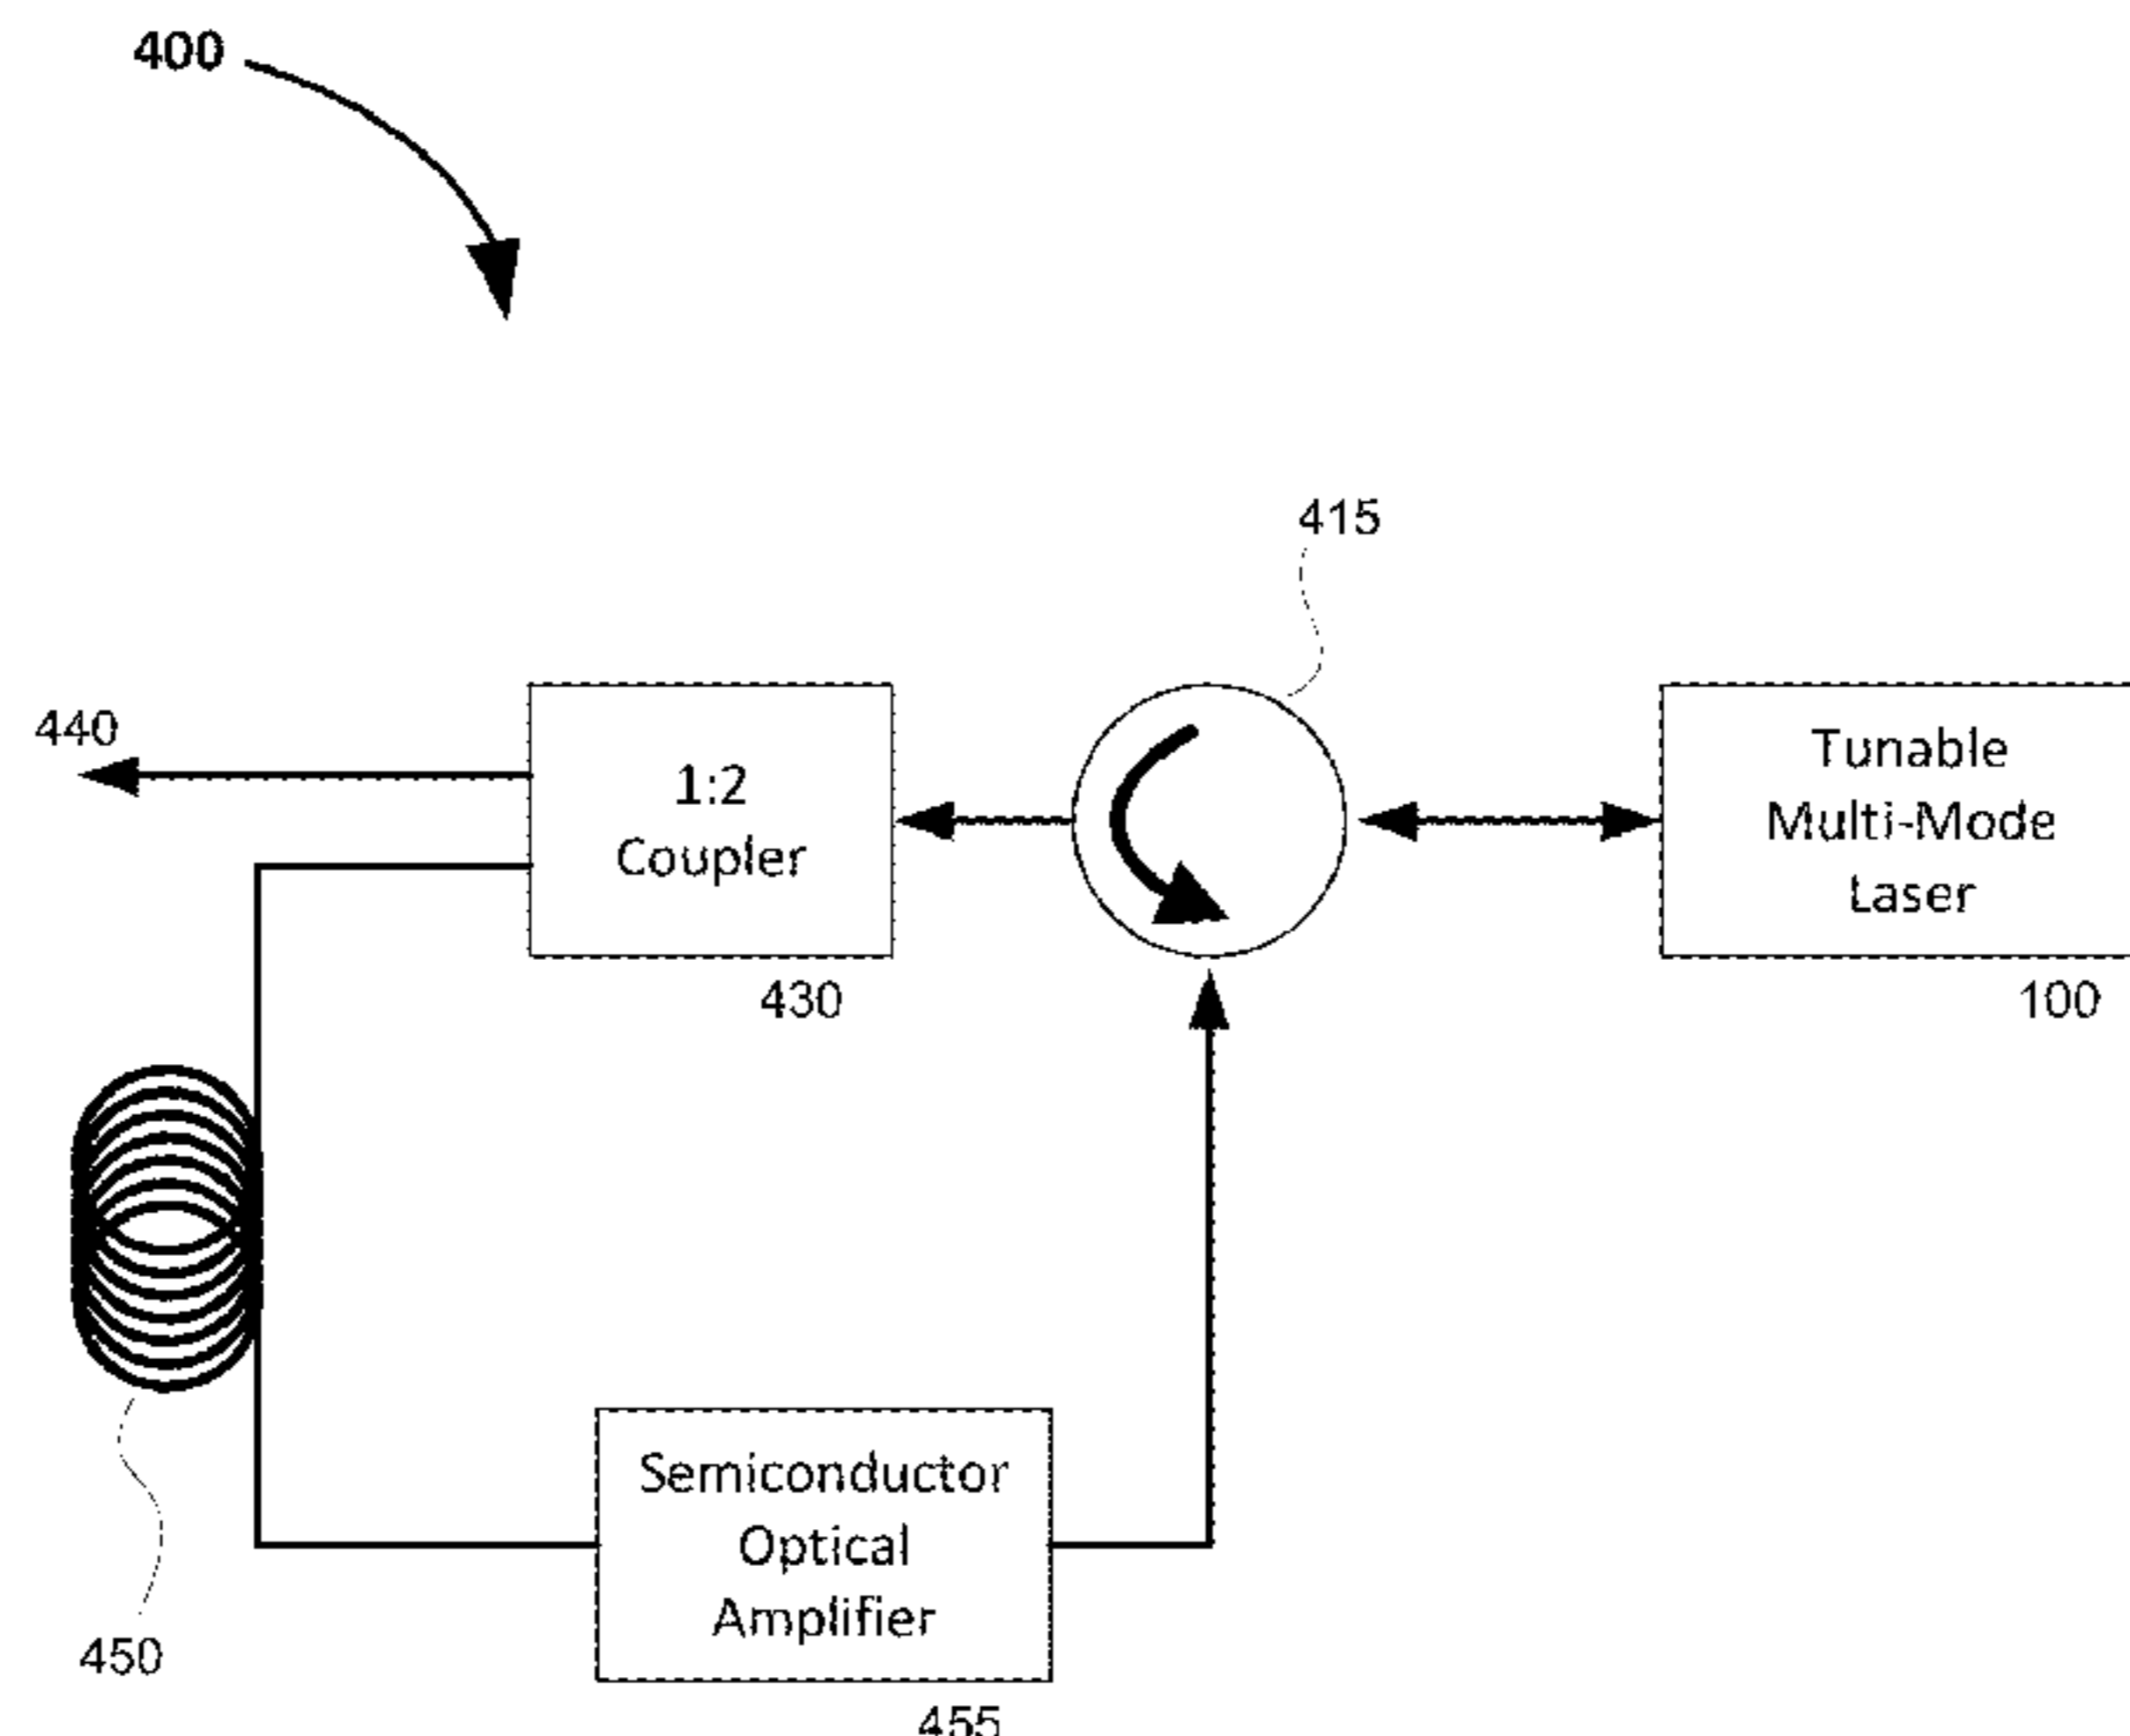 400
415
440
1:2
Coupler
Tunable
Multi-Mode
Laser
430
100
Semiconductor
Optical
Amplifier
450
455